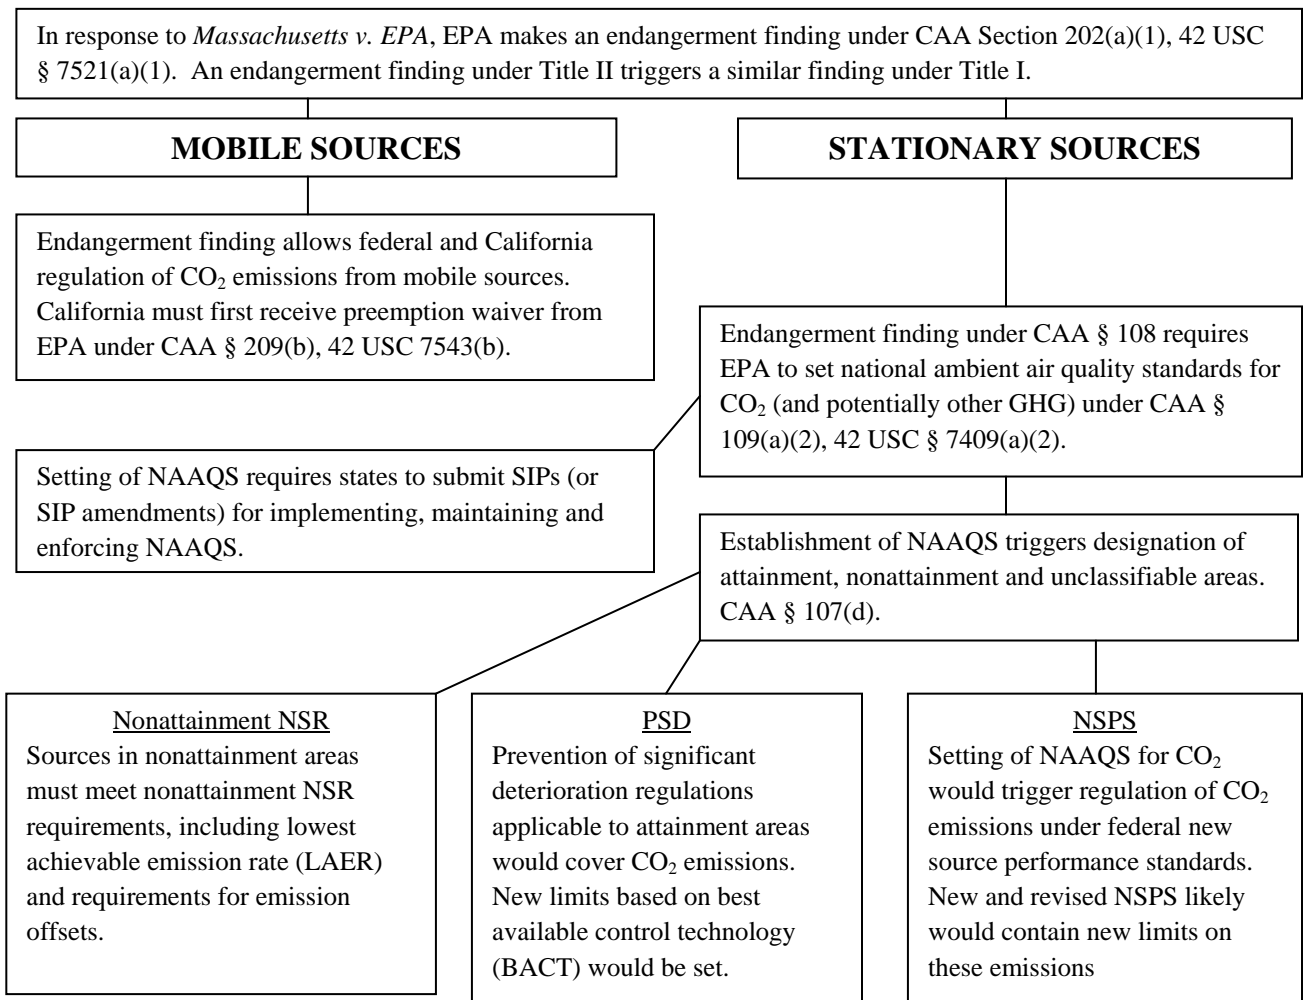 In response to Massachusetts v. EPA, EPA makes an endangerment finding under CAA Section 202(a)(1), 42 USC
§ 7521(a)(1). An endangerment finding under Title II triggers a similar finding under Title I.
MOBILE SOURCES
STATIONARY SOURCES
Endangerment finding allows federal and California
regulation of CO₂ emissions from mobile sources.
California must first receive preemption waiver from
EPA under CAA § 209(b), 42 USC 7543(b).
Endangerment finding under CAA § 108 requires
EPA to set national ambient air quality standards for
CO₂ (and potentially other GHG) under CAA §
109(a)(2), 42 USC § 7409(a)(2).
Setting of NAAQS requires states to submit SIPs (or
SIP amendments) for implementing, maintaining and
enforcing NAAQS.
Establishment of NAAQS triggers designation of
attainment, nonattainment and unclassifiable areas.
CAA § 107(d).
Nonattainment NSR
Sources in nonattainment areas
must meet nonattainment NSR
requirements, including lowest
achievable emission rate (LAER)
and requirements for emission
offsets.
PSD
Prevention of significant
deterioration regulations
applicable to attainment areas
would cover CO₂ emissions.
New limits based on best
available control technology
(BACT) would be set.
NSPS
Setting of NAAQS for CO₂
would trigger regulation of CO₂
emissions under federal new
source performance standards.
New and revised NSPS likely
would contain new limits on
these emissions